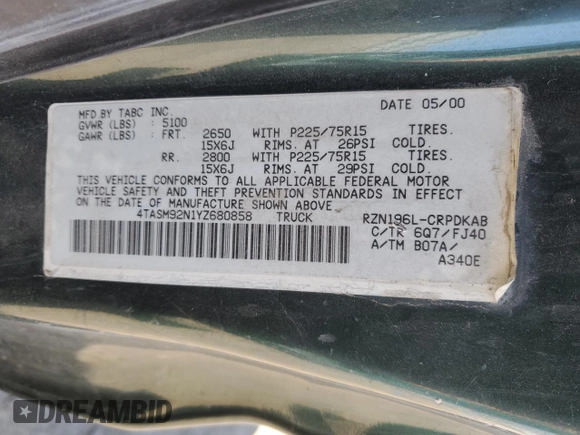 MFD BY TABC INC. DATE 05/00
GVWR (LBS) : 5100
GAWR (LBS) : FRT. 2650 WITH P225/75R15 TIRES.
15X6J RIMS. AT 26PSI COLD.
RR. 2800 WITH P225/75R15 TIRES.
15X6J RIMS. AT 29PSI COLD.
THIS VEHICLE CONFORMS TO ALL APPLICABLE FEDERAL MOTOR
VEHICLE SAFETY AND THEFT PREVENTION STANDARDS IN EFFECT
ON THE DATE OF MANUFACTURE SHOWN ABOVE.
4TASM92N1YZ680858 TRUCK RZN196L-CRPDKAB
C/TR 6Q7/FJ40
A/TM B07A/
A340E
DREAMBID